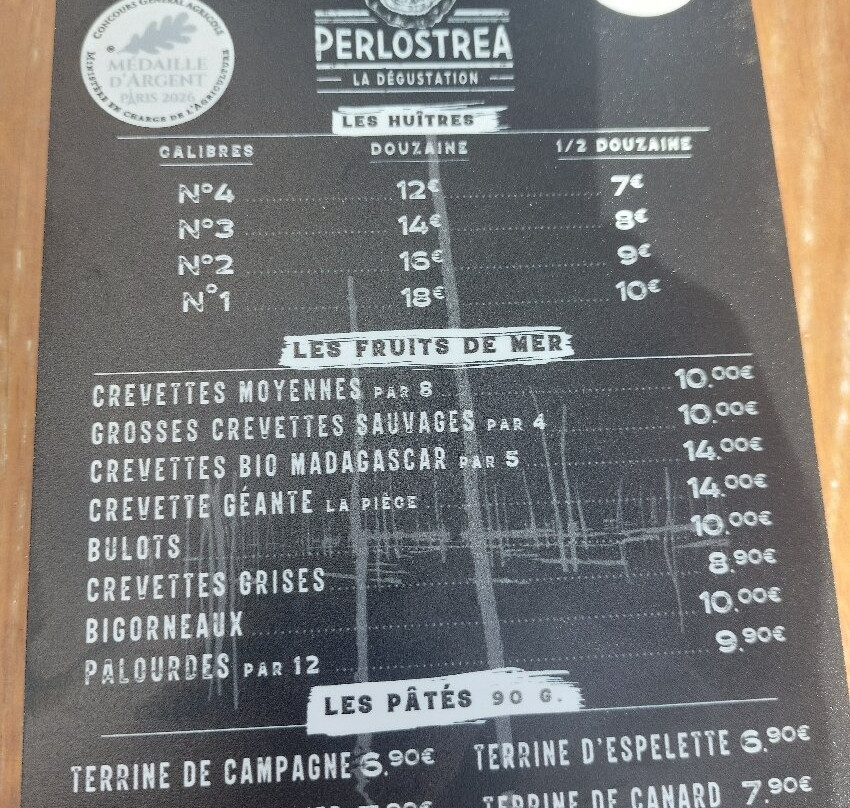 CONCOURS GÉNÉRAL AGRICOLE
MÉDAILLE
D'ARGENT
PARIS 2026
MINISTÈRE EN CHARGE DE L'AGRICULTURE
PERLOSTREA
LA DÉGUSTATION
LES HUÎTRES
CALIBRES DOUZAINE 1/2 DOUZAINE
N°4 12€ 7€
N°3 14€ 8€
N°2 16€ 9€
N°1 18€ 10€
LES FRUITS DE MER
CREVETTES MOYENNES PAR 8 10.00€
GROSSES CREVETTES SAUVAGES PAR 4 10.00€
CREVETTES BIO MADAGASCAR PAR 5 14.00€
CREVETTE GÉANTE LA PIÈCE 14.00€
BULOTS 10.00€
CREVETTES GRISES 8.90€
BIGORNEAUX 10.00€
PALOURDES PAR 12 9.90€
LES PÂTÉS 90 G.
TERRINE DE CAMPAGNE 6.90€ TERRINE D'ESPELETTE 6.90€
TERRINE DE CANARD 7.90€